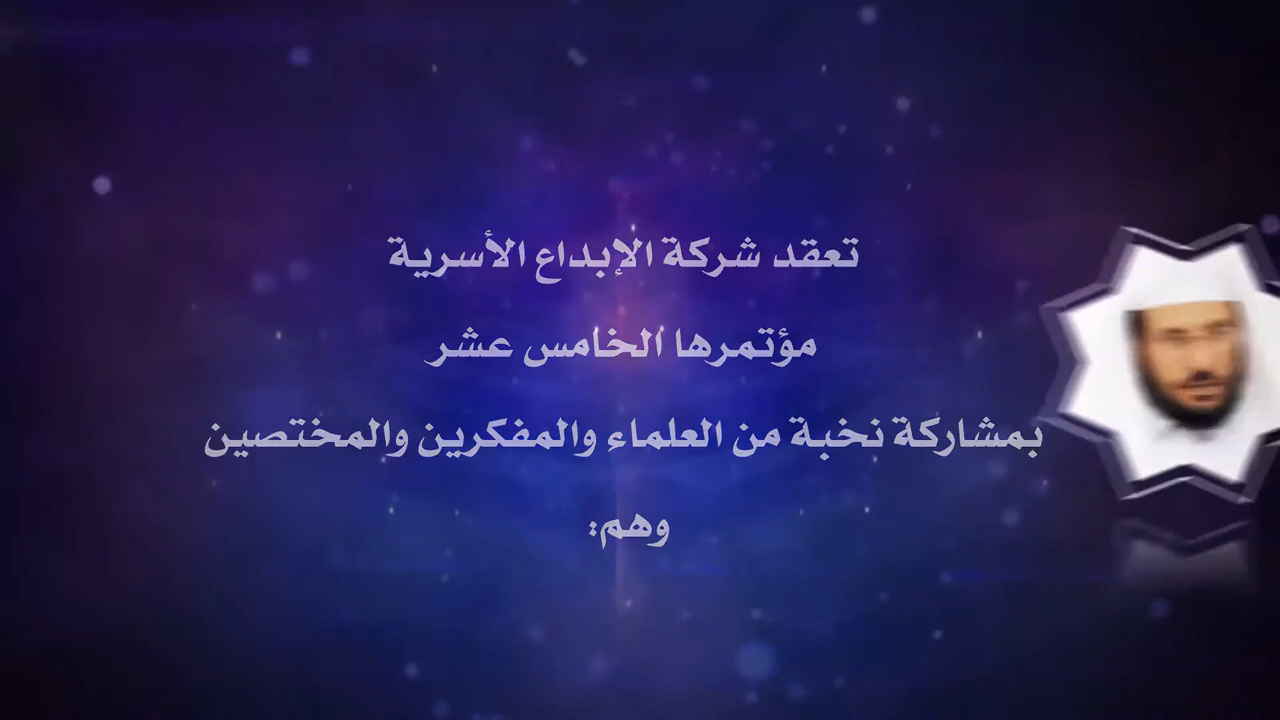 تعقد شركة الإبداع الأسرية
مؤتمرها الخامس عشر
بمشاركة نخبة من العلماء والمفكرين والمختصين
وهم: